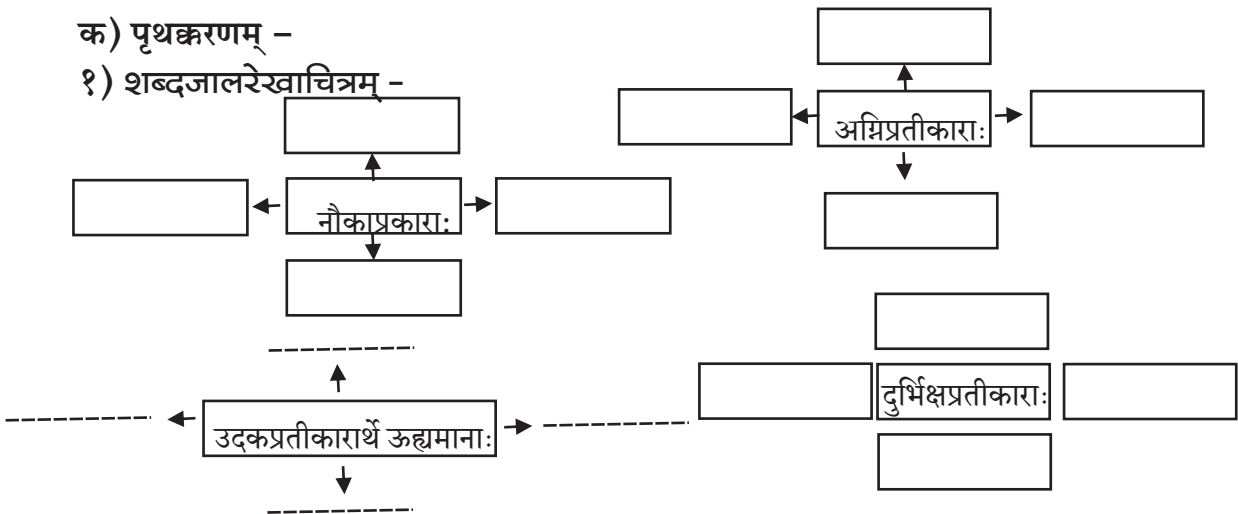 क) पृथक्करणम् –
१) शब्दजालरेखाचित्रम् –
अग्निप्रतीकाराः
नौकाप्रकाराः
दुर्भिक्षप्रतीकाराः
उदकप्रतीकारार्थे ऊह्यमानाः